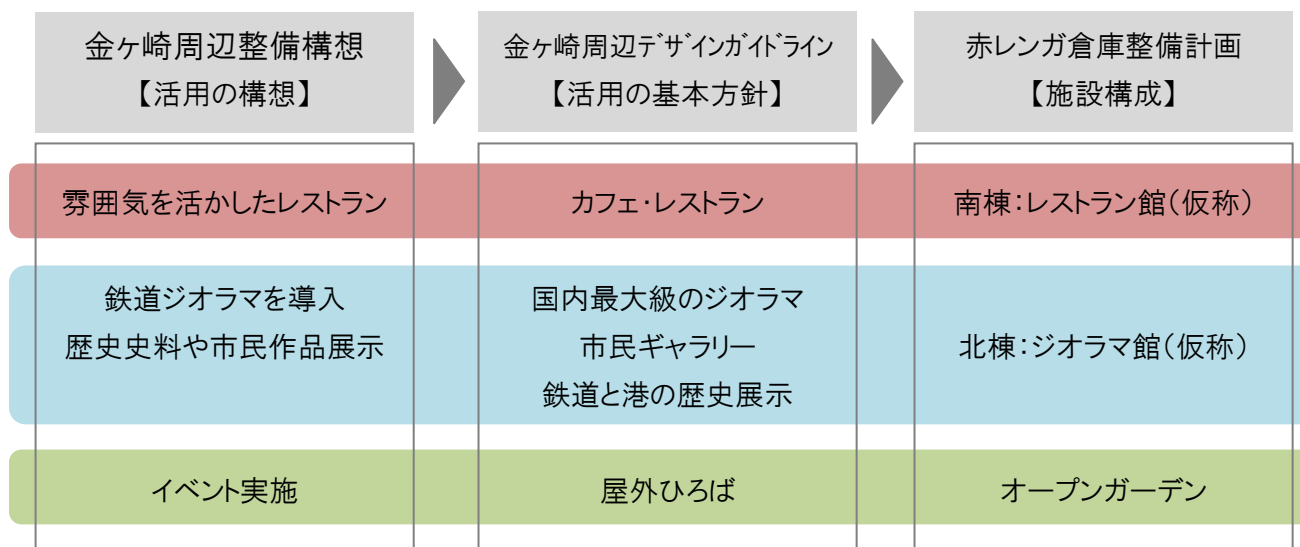 金ヶ崎周辺整備構想
【活用の構想】
金ヶ崎周辺ﾃﾞｻﾞｲﾝｶﾞｲﾄﾞﾗｲﾝ
【活用の基本方針】
赤レンガ倉庫整備計画
【施設構成】
雰囲気を活かしたレストラン
カフェ・レストラン
南棟：レストラン館（仮称）
鉄道ジオラマを導入
歴史史料や市民作品展示
国内最大級のジオラマ
市民ギャラリー
鉄道と港の歴史展示
北棟：ジオラマ館（仮称）
イベント実施
屋外ひろば
オープンガーデン